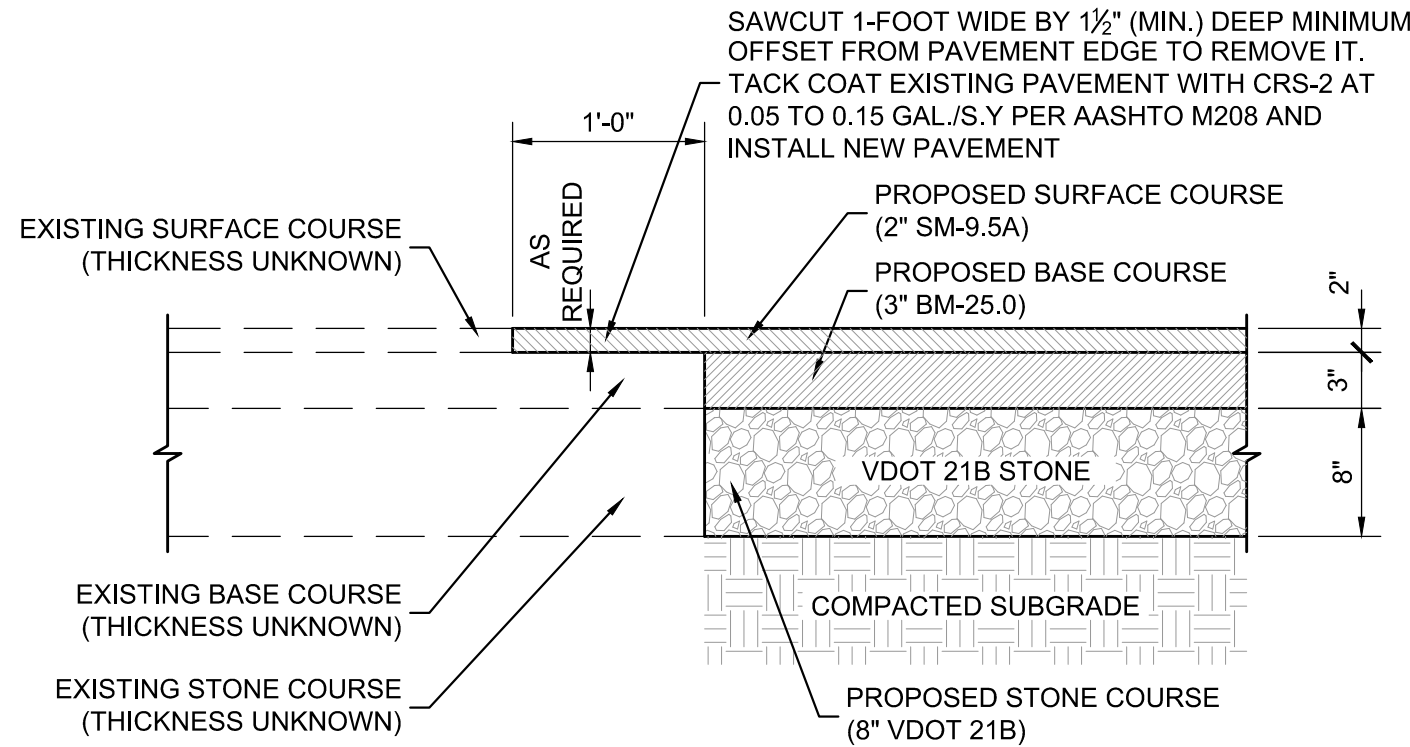 SAWCUT 1-FOOT WIDE BY 1½" (MIN.) DEEP MINIMUM
OFFSET FROM PAVEMENT EDGE TO REMOVE IT.
TACK COAT EXISTING PAVEMENT WITH CRS-2 AT
0.05 TO 0.15 GAL./S.Y PER AASHTO M208 AND
INSTALL NEW PAVEMENT
1'-0"
AS
REQUIRED
EXISTING SURFACE COURSE
(THICKNESS UNKNOWN)
PROPOSED SURFACE COURSE
(2" SM-9.5A)
PROPOSED BASE COURSE
(3" BM-25.0)
2"
3"
8"
VDOT 21B STONE
COMPACTED SUBGRADE
EXISTING BASE COURSE
(THICKNESS UNKNOWN)
EXISTING STONE COURSE
(THICKNESS UNKNOWN)
PROPOSED STONE COURSE
(8" VDOT 21B)